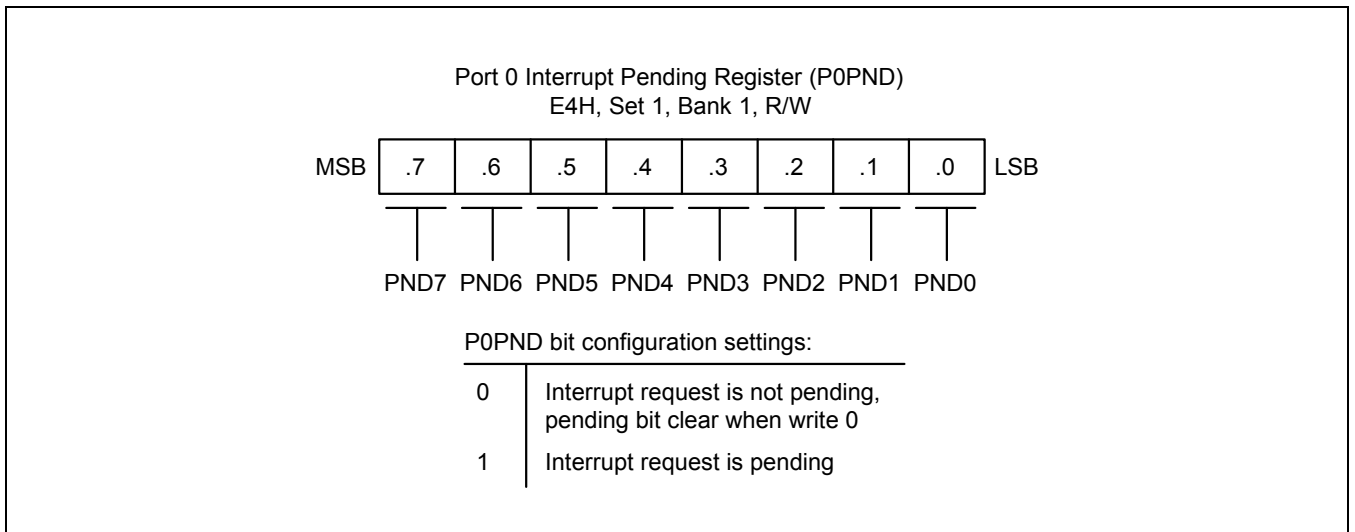 Port 0 Interrupt Pending Register (P0PND)
E4H, Set 1, Bank 1, R/W
MSB .7 .6 .5 .4 .3 .2 .1 .0 LSB
PND7 PND6 PND5 PND4 PND3 PND2 PND1 PND0
P0PND bit configuration settings:
0 Interrupt request is not pending,
pending bit clear when write 0
1 Interrupt request is pending